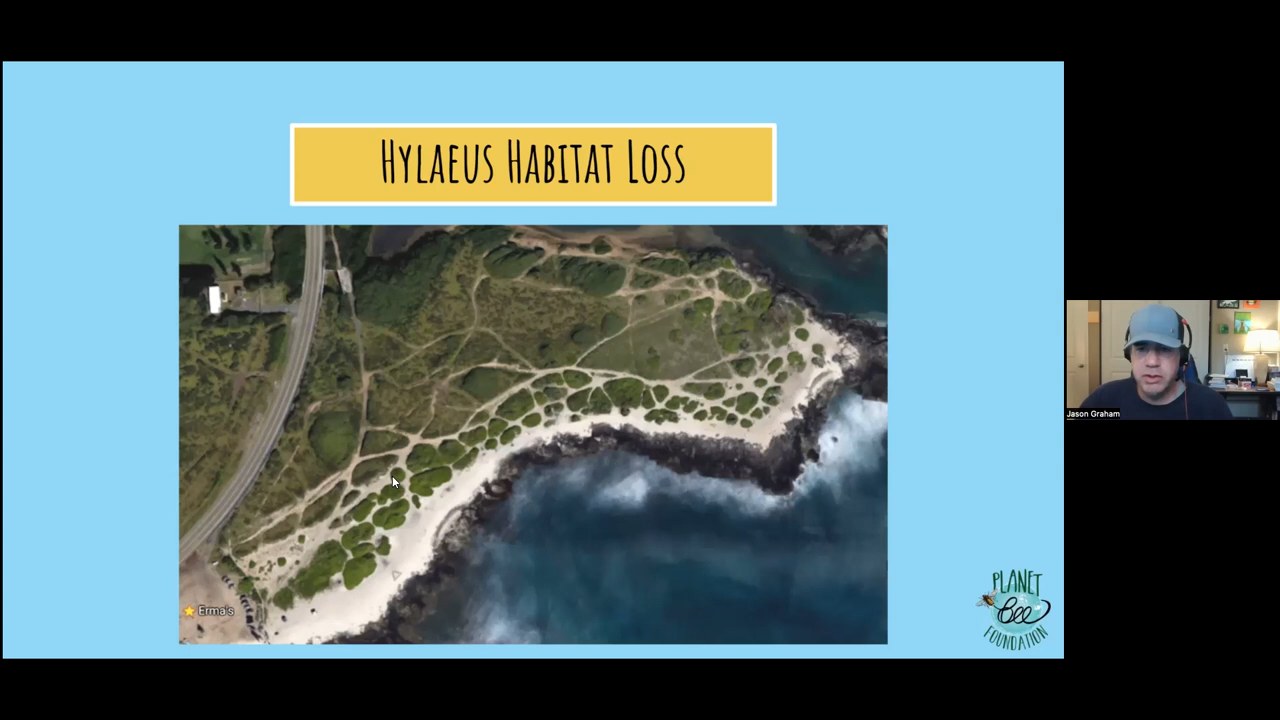 HYLAEUS HABITAT LOSS
Erma's
PLANET
Bee
FOUNDATION
Jason Graham